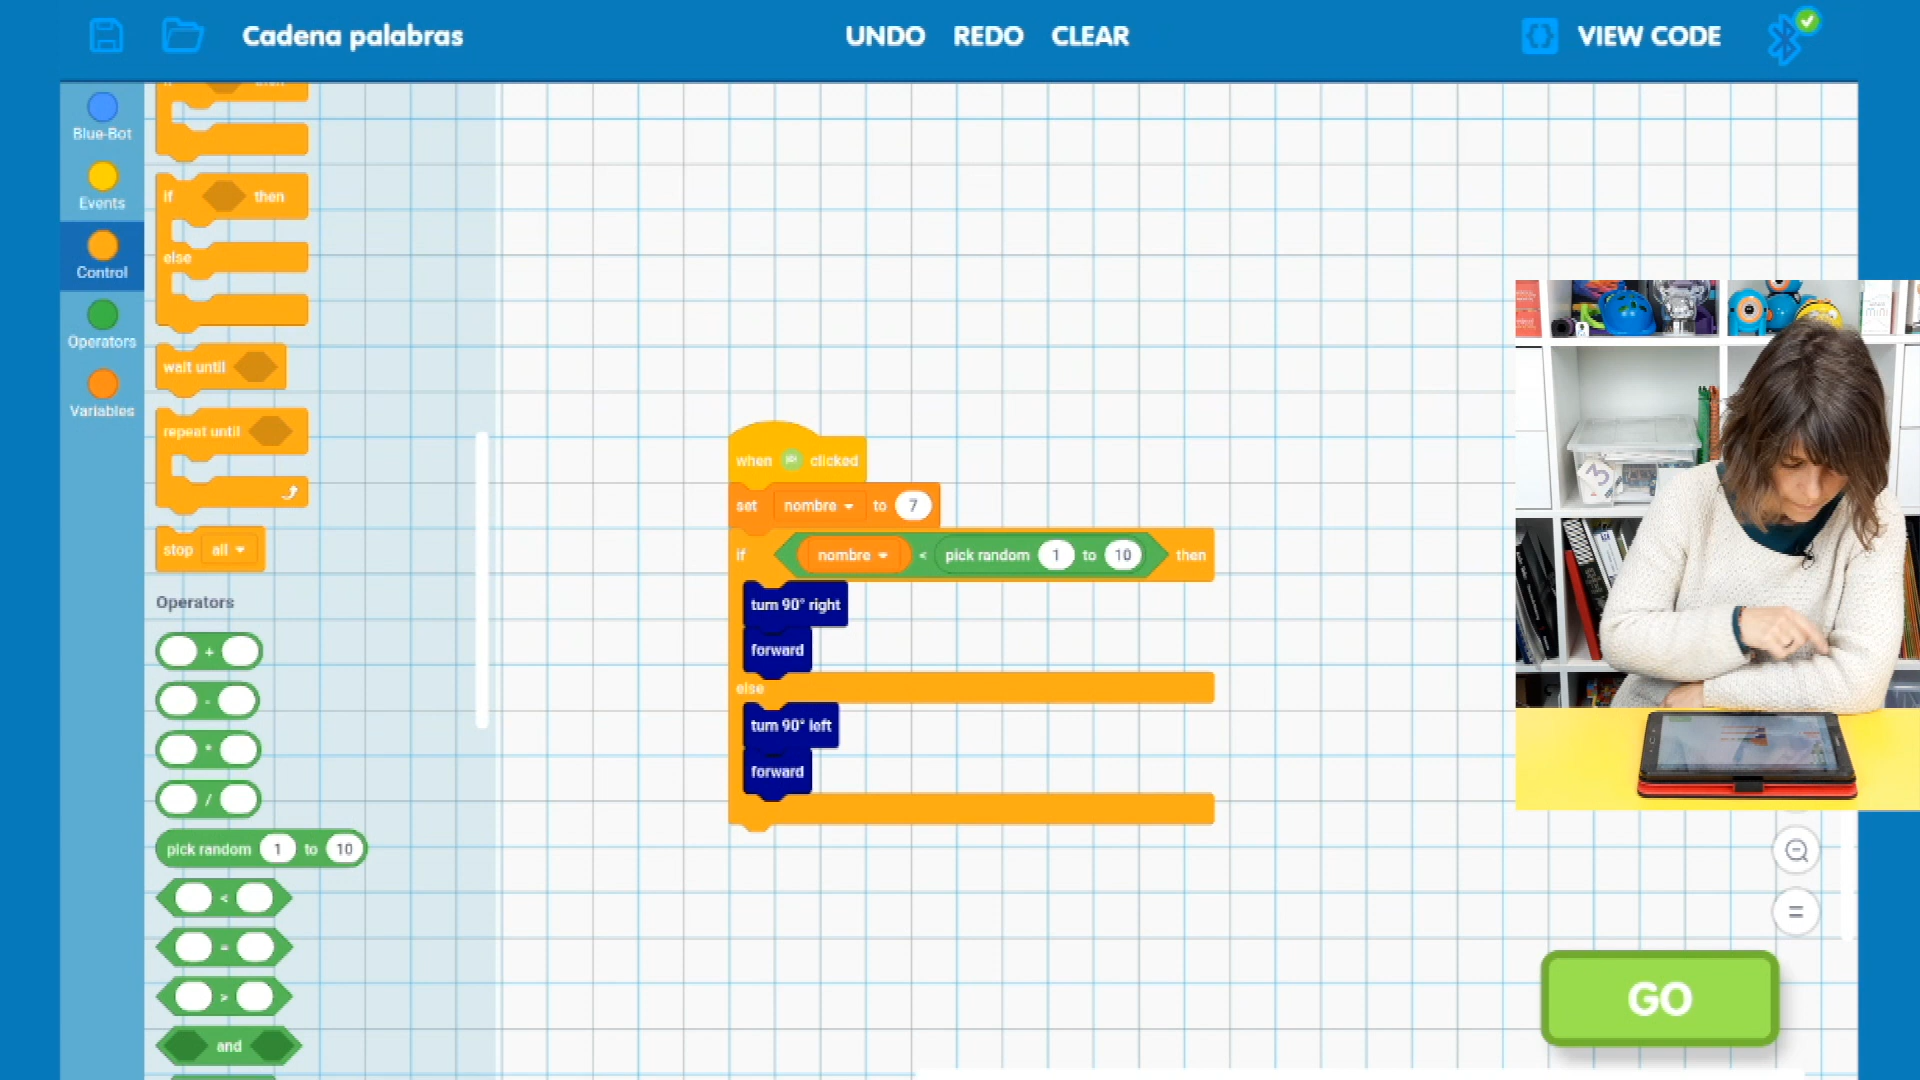 Cadena palabras
UNDO REDO CLEAR
VIEW CODE
Blue-Bot
Events
Control
Operators
Variables
if then
else
wait until
repeat until
stop all
Operators
+
-
*
/
pick random 1 to 10
<
=
>
and
when clicked
set nombre to 7
if nombre < pick random 1 to 10 then
turn 90° right
forward
else
turn 90° left
forward
=
GO
mini
3